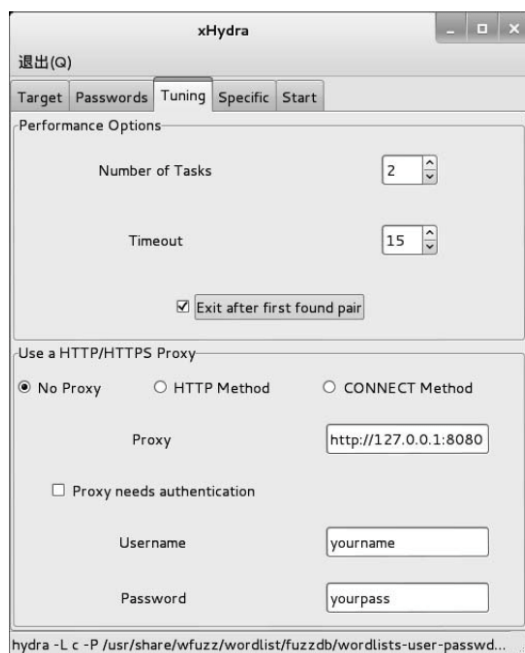 xHydra
退出(Q)
Target Passwords Tuning Specific Start
Performance Options
Number of Tasks 2
Timeout 15
Exit after first found pair
Use a HTTP/HTTPS Proxy
No Proxy HTTP Method CONNECT Method
Proxy http://127.0.0.1:8080
Proxy needs authentication
Username yourname
Password yourpass
hydra -L c -P /usr/share/wfuzz/wordlist/fuzzdb/wordlists-user-passwd...